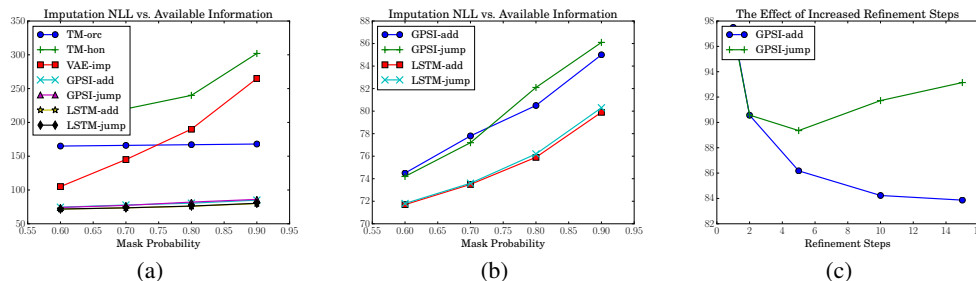 Imputation NLL vs. Available Information
350
300
250
200
150
100
50
0.55 0.60 0.65 0.70 0.75 0.80 0.85 0.90 0.95
Mask Probability
TM-orc
TM-hon
VAE-imp
GPSI-add
GPSI-jump
LSTM-add
LSTM-jump
(a)
Imputation NLL vs. Available Information
88
86
84
82
80
78
76
74
72
70
0.55 0.60 0.65 0.70 0.75 0.80 0.85 0.90 0.95
Mask Probability
GPSI-add
GPSI-jump
LSTM-add
LSTM-jump
(b)
The Effect of Increased Refinement Steps
98
96
94
92
90
88
86
84
82
0 2 4 6 8 10 12 14
Refinement Steps
GPSI-add
GPSI-jump
(c)